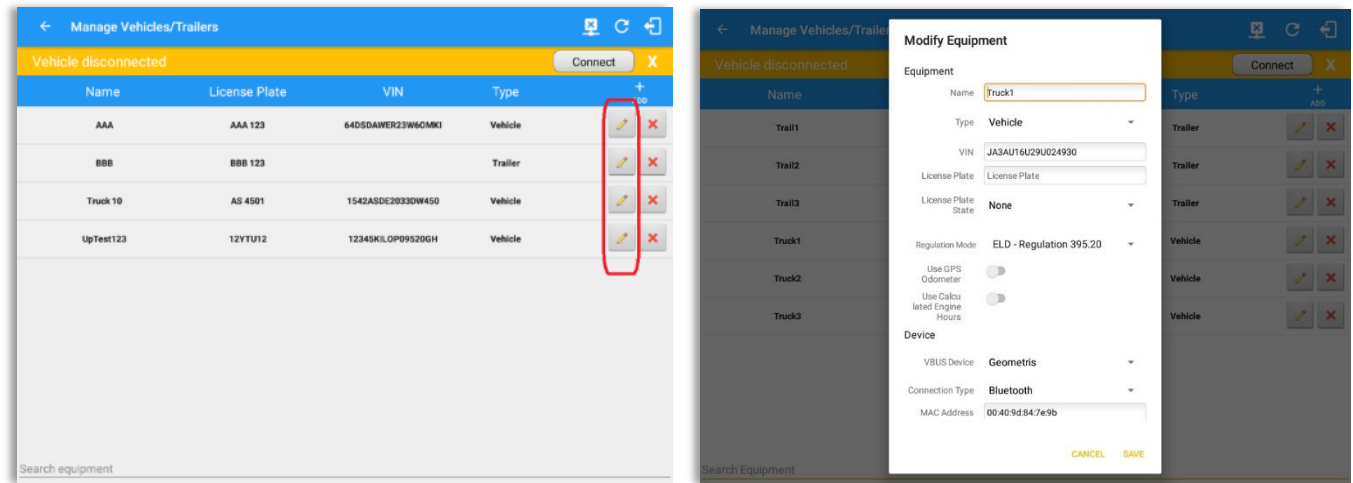 Manage Vehicles/Trailers
Vehicle disconnected Connect X
Name License Plate VIN Type + ADD
AAA AAA 123 64DSDAWER23W6OMKI Vehicle
BBB BBB 123 Trailer
Truck 10 AS 4501 1542ASDE2033DW450 Vehicle
UpTest123 12YTU12 12345KILOP09520GH Vehicle
Search equipment
Manage Vehicles/Trailer
Vehicle disconnected Connect X
Name Type + ADD
Trail1 Trailer
Trail2 Trailer
Trail3 Trailer
Truck1 Vehicle
Truck2 Vehicle
Truck3 Vehicle
Search Equipment
Modify Equipment
Equipment
Name Truck1
Type Vehicle
VIN JA3AU16U29U024930
License Plate License Plate
License Plate
State None
Regulation Mode ELD - Regulation 395.20
Use GPS
Odometer
Use Calcu
lated Engine
Hours
Device
VBUS Device Geometris
Connection Type Bluetooth
MAC Address 00:40:9d:84:7e:9b
CANCEL SAVE